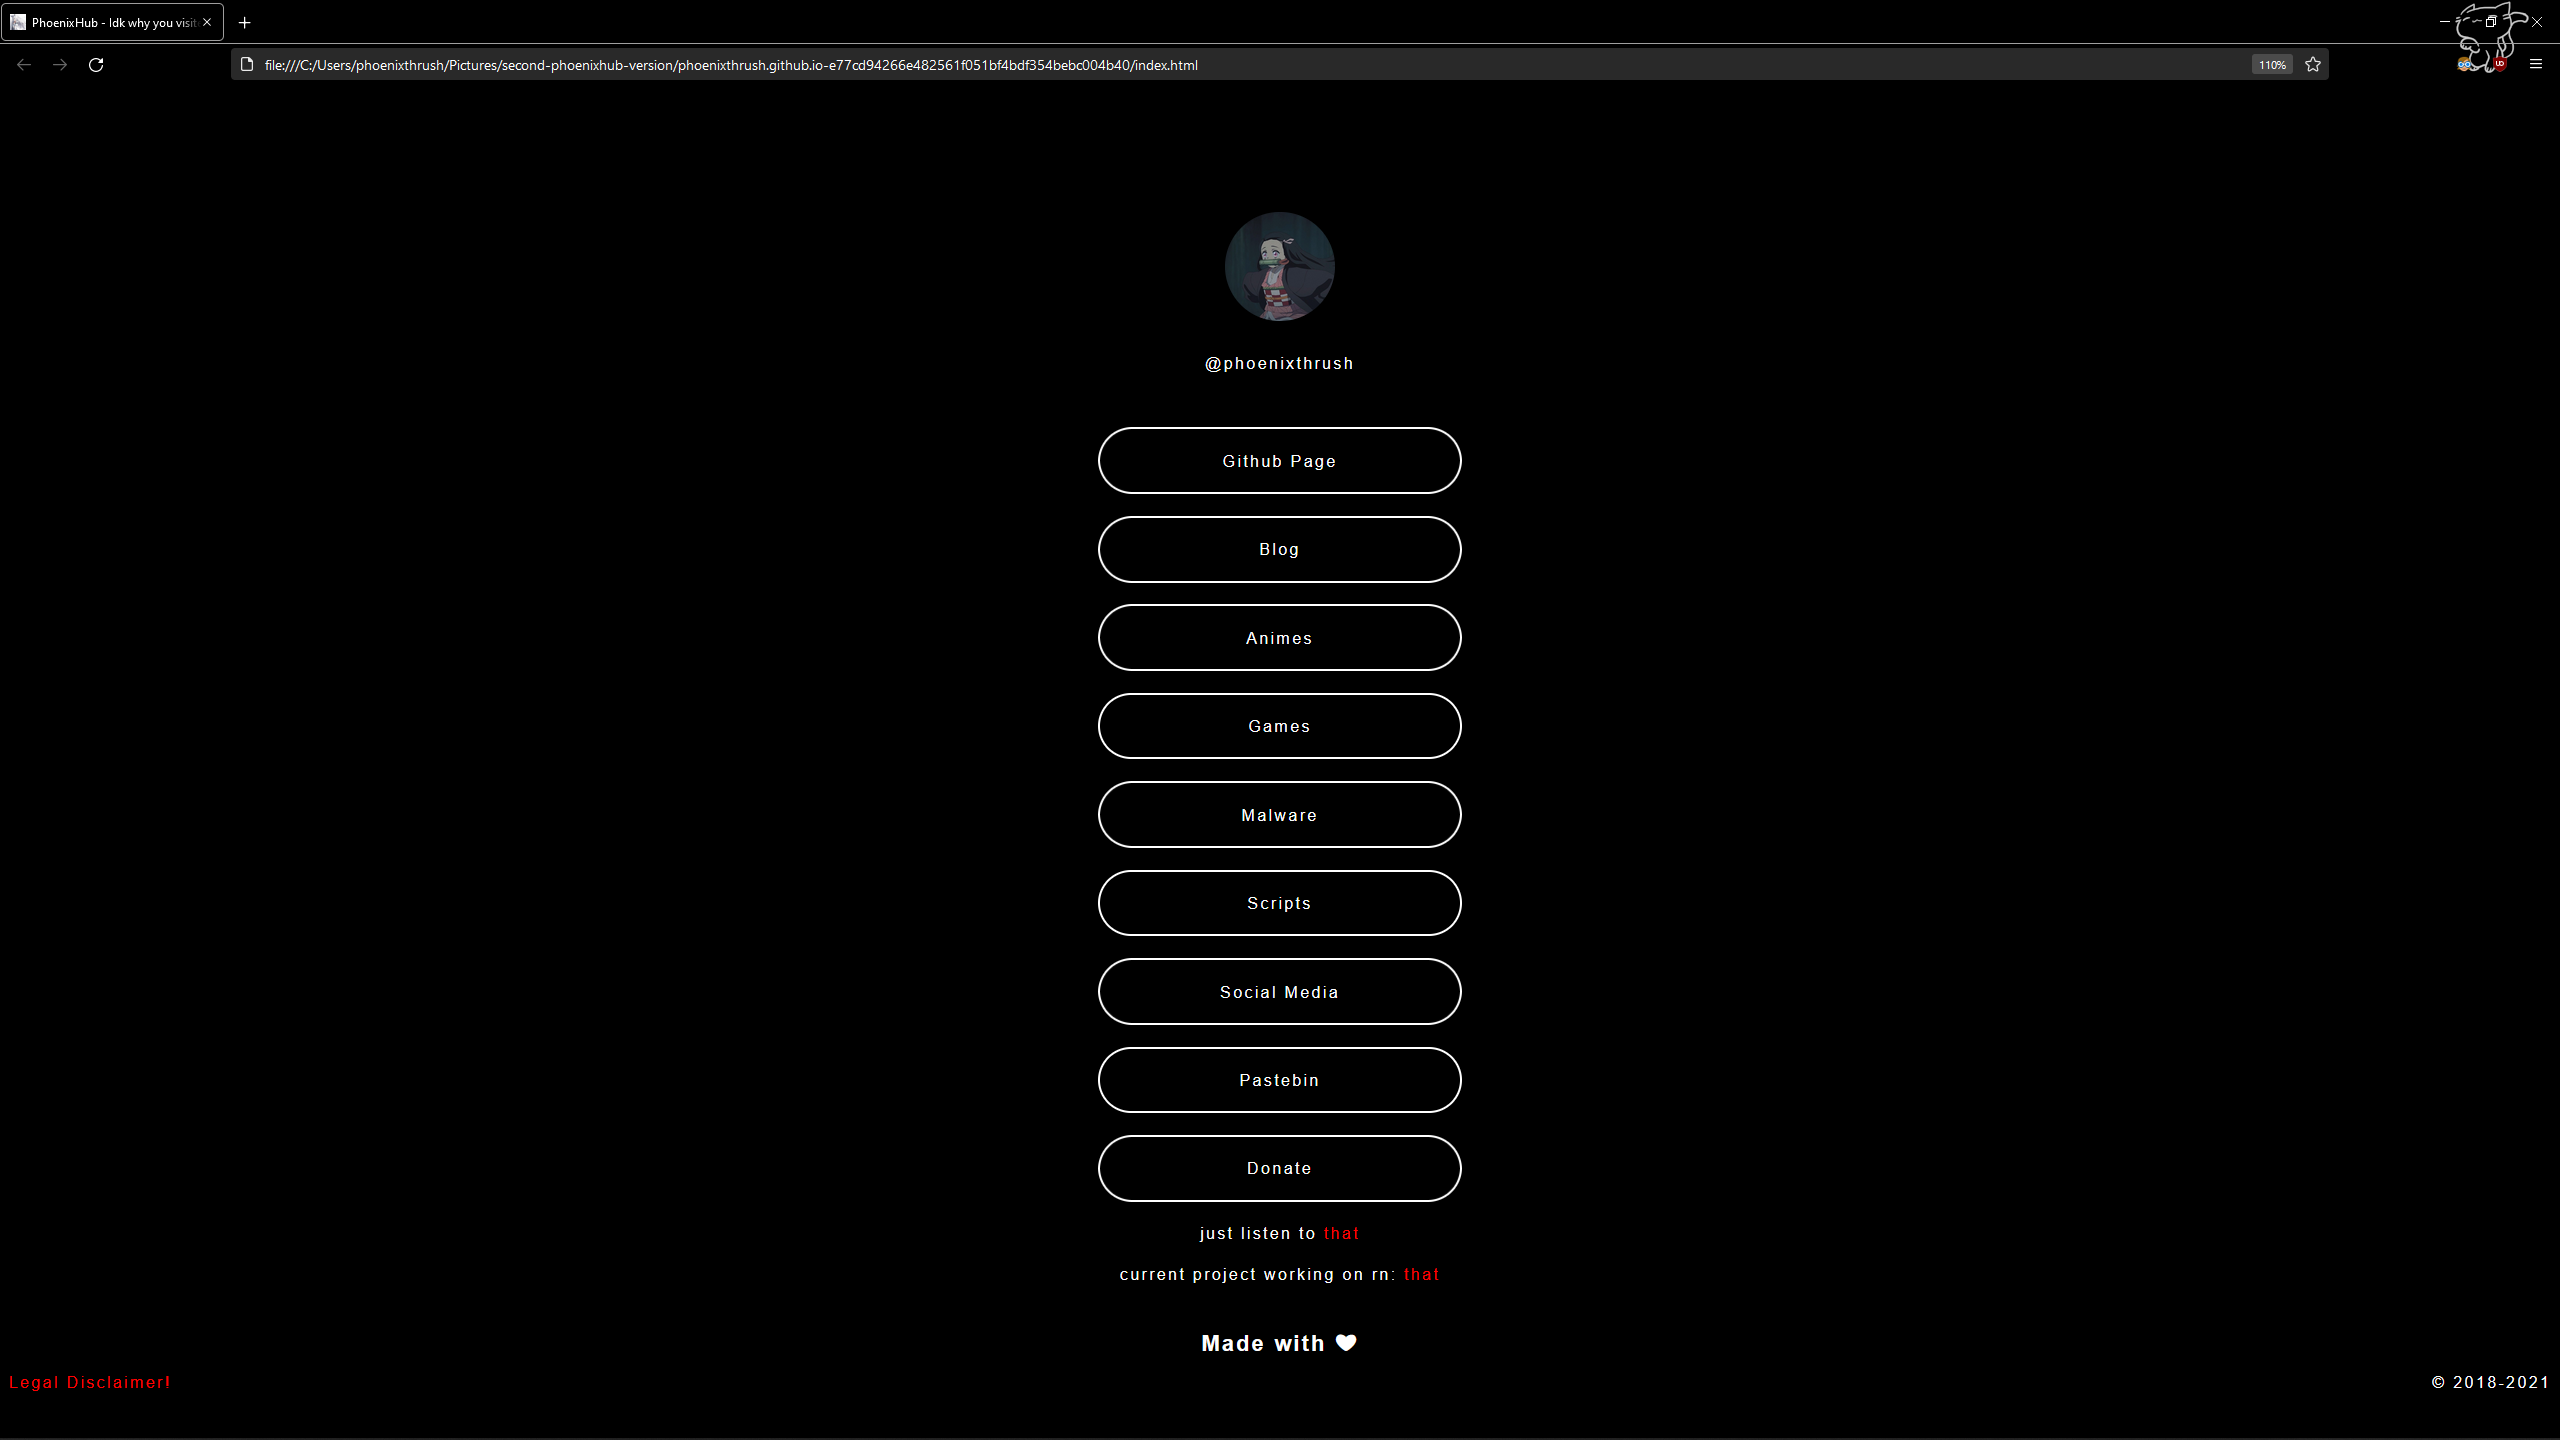 PhoenixHub - Idk why you visit
file:///C:/Users/phoenixthrush/Pictures/second-phoenixhub-version/phoenixthrush.github.io-e77cd94266e482561f051bf4bdf354bebc004b40/index.html
110%
@phoenixthrush
Github Page
Blog
Animes
Games
Malware
Scripts
Social Media
Pastebin
Donate
just listen to that
current project working on rn: that
Made with
Legal Disclaimer!
© 2018-2021